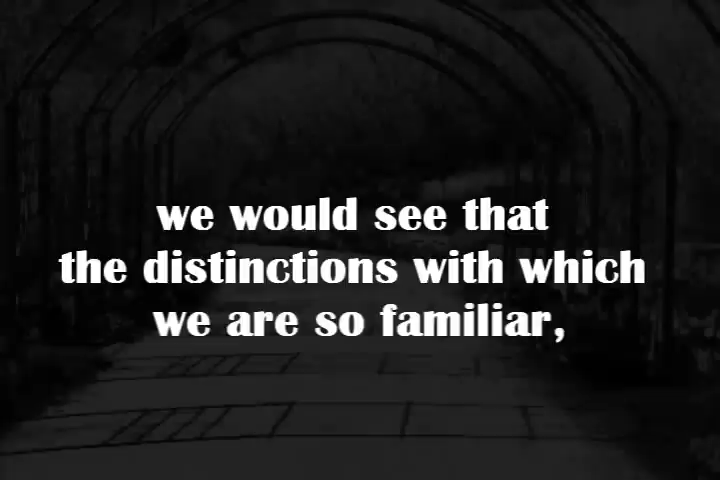 we would see that
the distinctions with which
we are so familiar,